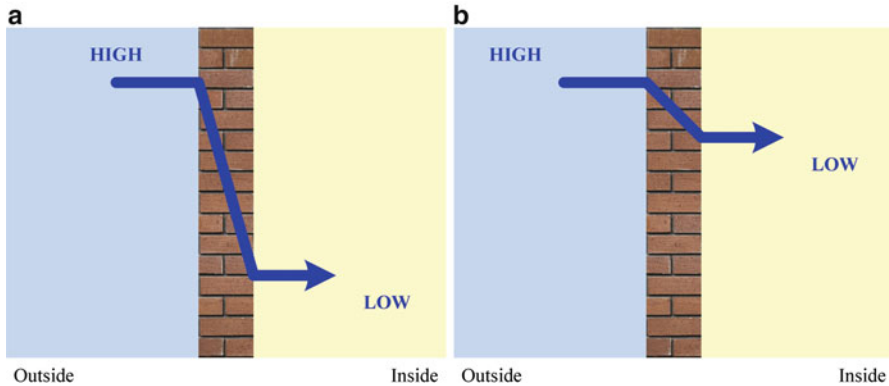 a
HIGH
LOW
Outside
Inside
b
HIGH
LOW
Outside
Inside